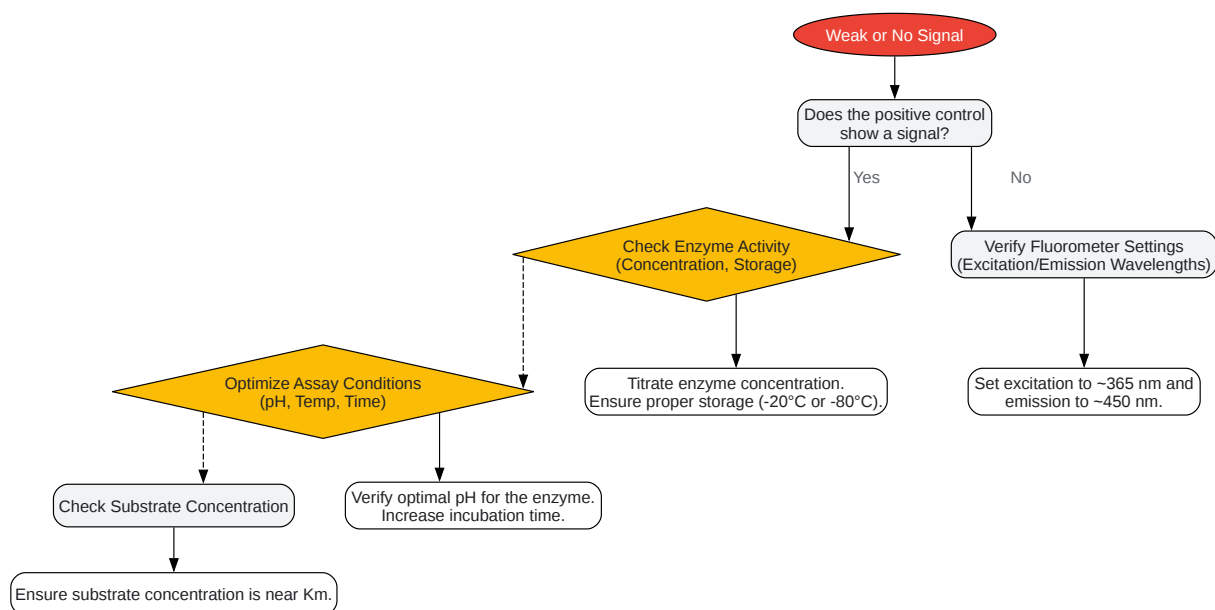 Weak or No Signal
Does the positive control
show a signal?
Yes
No
Check Enzyme Activity
(Concentration, Storage)
Verify Fluorometer Settings
(Excitation/Emission Wavelengths)
Optimize Assay Conditions
(pH, Temp, Time)
Titrate enzyme concentration.
Ensure proper storage (-20°C or -80°C).
Set excitation to ~365 nm and
emission to ~450 nm.
Check Substrate Concentration
Verify optimal pH for the enzyme.
Increase incubation time.
Ensure substrate concentration is near Km.